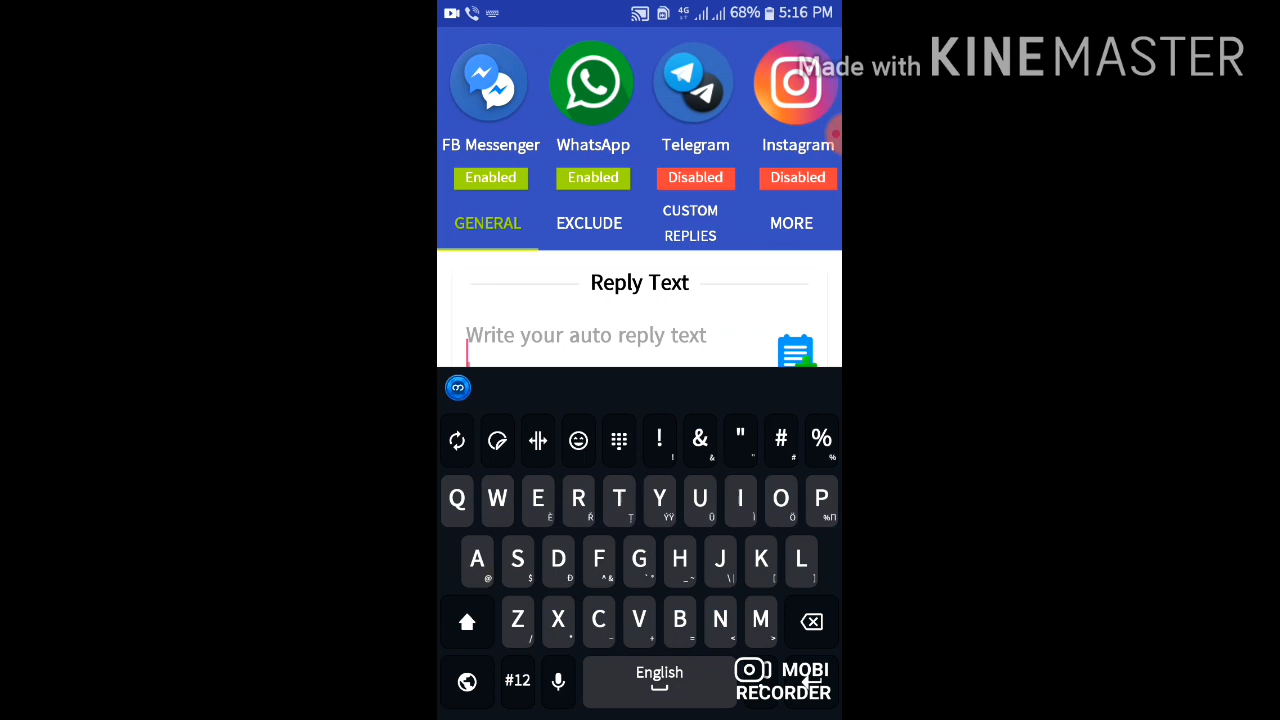 68% 5:16 PM
4G
Made with KINEMASTER
FB Messenger WhatsApp Telegram Instagram
Enabled Enabled Disabled Disabled
GENERAL EXCLUDE CUSTOM REPLIES MORE
Reply Text
Write your auto reply text
! & " # %
Q W E R T Y U I O P
A S D F G H J K L
Z X C V B N M
#12 English
MOBI
RECORDER